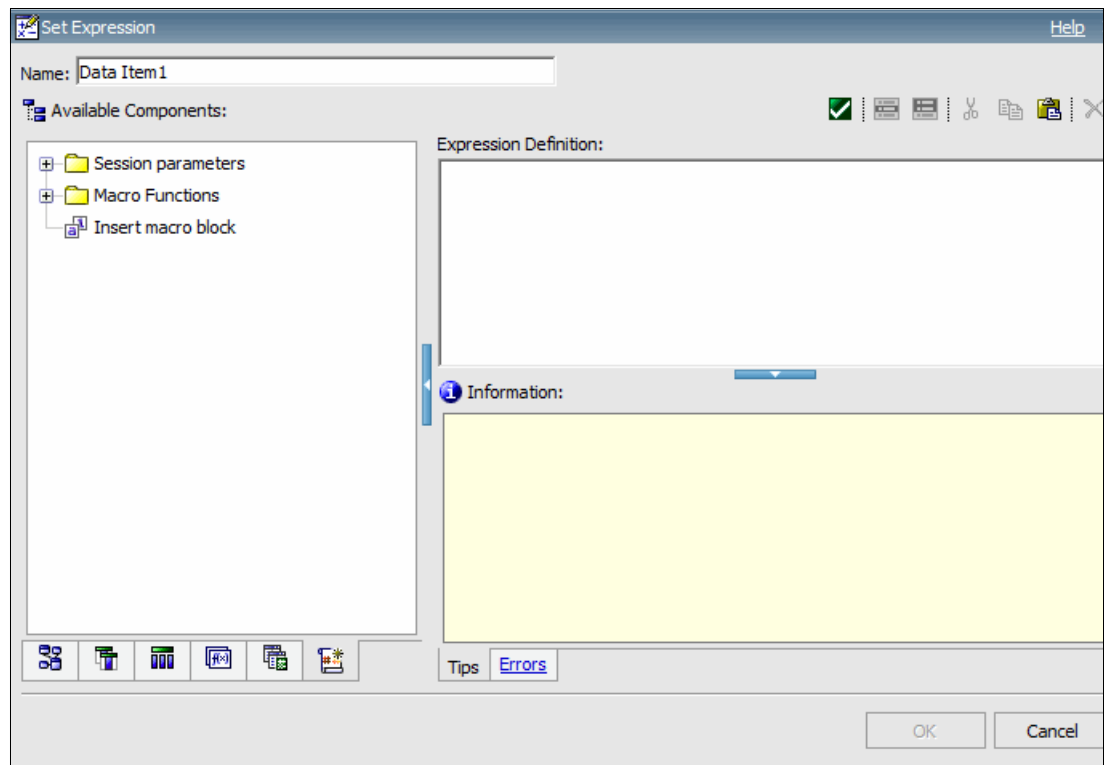 Set Expression Help
Name: Data Item1
Available Components:
Expression Definition:
Session parameters
Macro Functions
Insert macro block
Information:
Tips Errors
OK Cancel